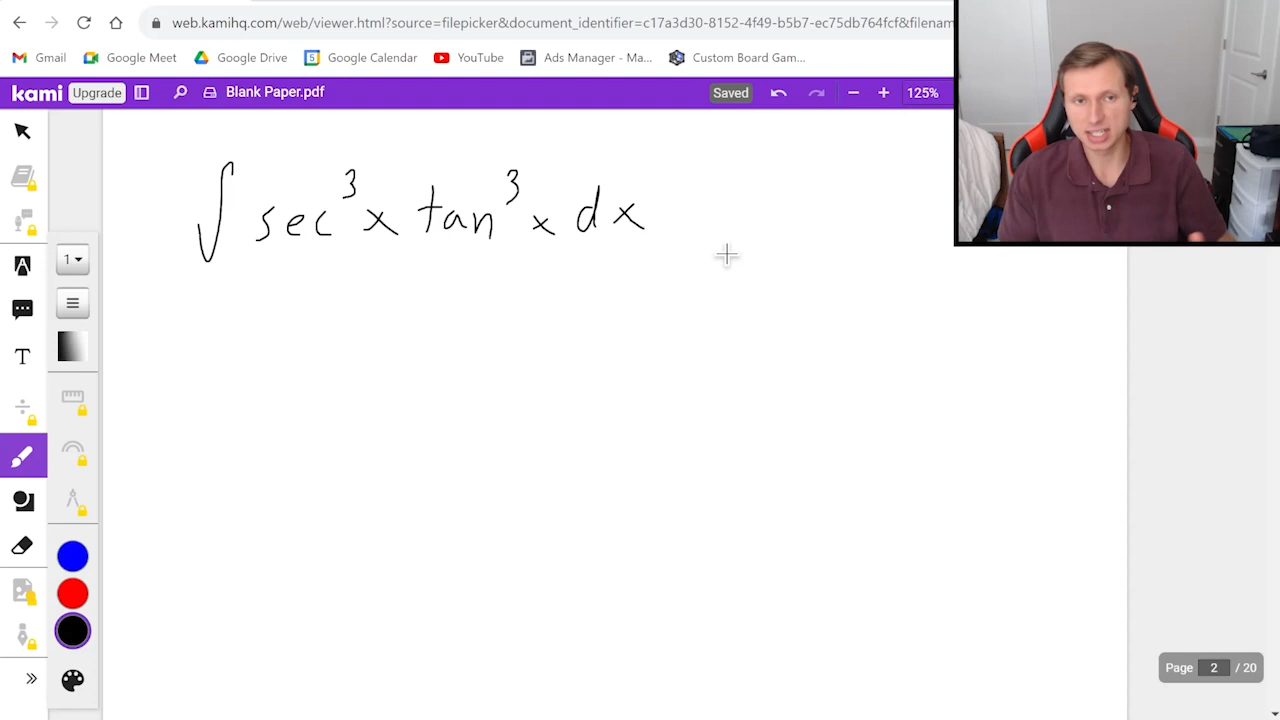 web.kamihq.com/web/viewer.html?source=filepicker&document_identifier=c17a3d30-8152-4f49-b5b7-ec75db764fcf&filenam
Gmail Google Meet Google Drive Google Calendar YouTube Ads Manager - Ma... Custom Board Gam...
kami Upgrade Blank Paper.pdf Saved 125%
∫ sec³x tan³x dx
1
T
Page 2 / 20